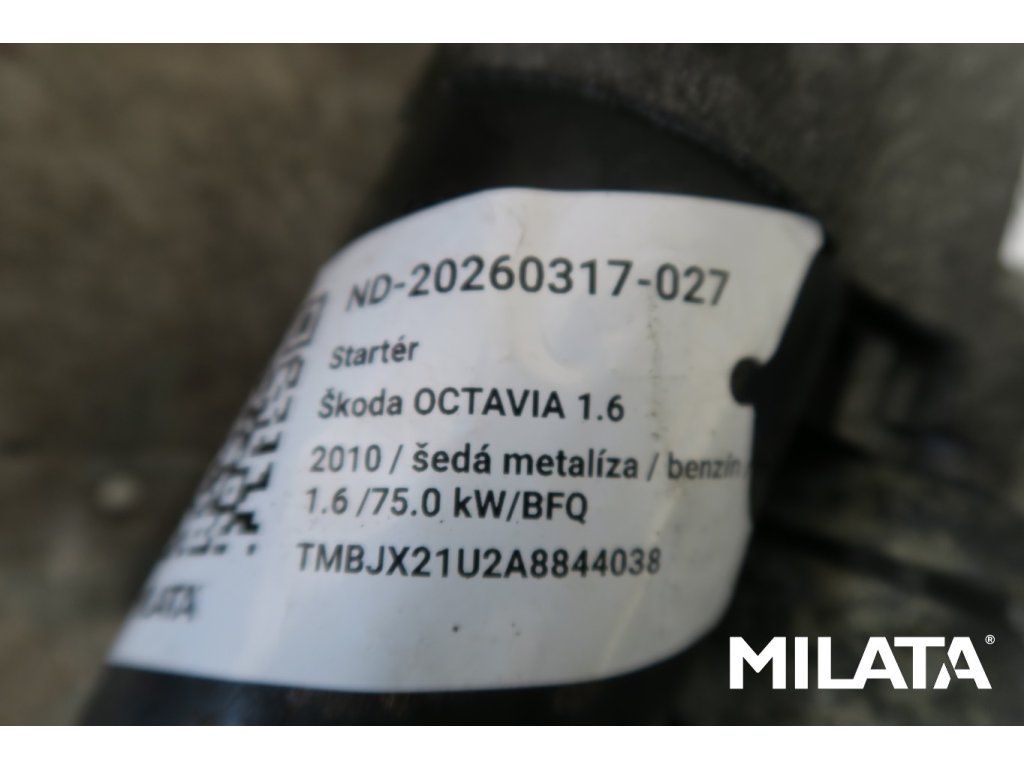 ND-20260317-027
Startér
Škoda OCTAVIA 1.6
2010 / šedá metalíza / benzín /
1.6 /75.0 kW/BFQ
TMBJX21U2A8844038
MILATA
MILATA®